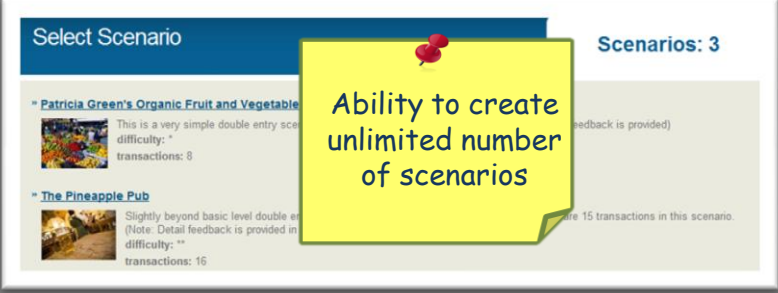 Select Scenario
Scenarios: 3
Ability to create
unlimited number
of scenarios
» Patricia Green's Organic Fruit and Vegetable
This is a very simple double entry eedback is provided)
difficulty: *
transactions: 8
» The Pineapple Pub
Slightly beyond basic level double are 15 transactions in this scenario.
(Note: Detail feedback is provided in
difficulty: **
transactions: 16